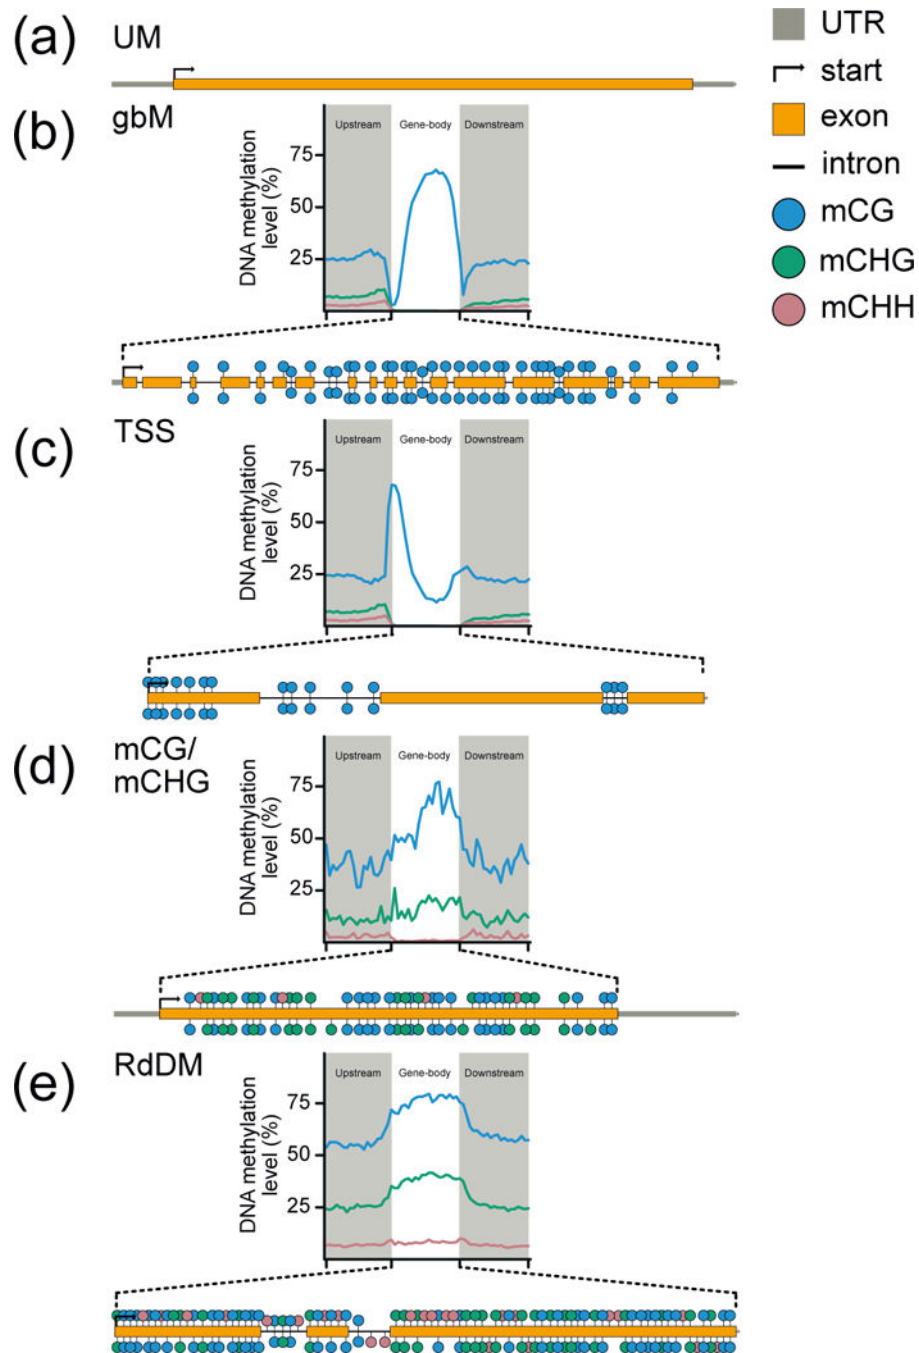 (a)
UM
UTR
start
exon
intron
mCG
mCHG
mCHH
(b)
gbM
DNA methylation
level (%)
75
50
25
Upstream
Gene-body
Downstream
(c)
TSS
DNA methylation
level (%)
75
50
25
Upstream
Gene-body
Downstream
(d)
mCG/
mCHG
DNA methylation
level (%)
75
50
25
Upstream
Gene-body
Downstream
(e)
RdDM
DNA methylation
level (%)
75
50
25
Upstream
Gene-body
Downstream